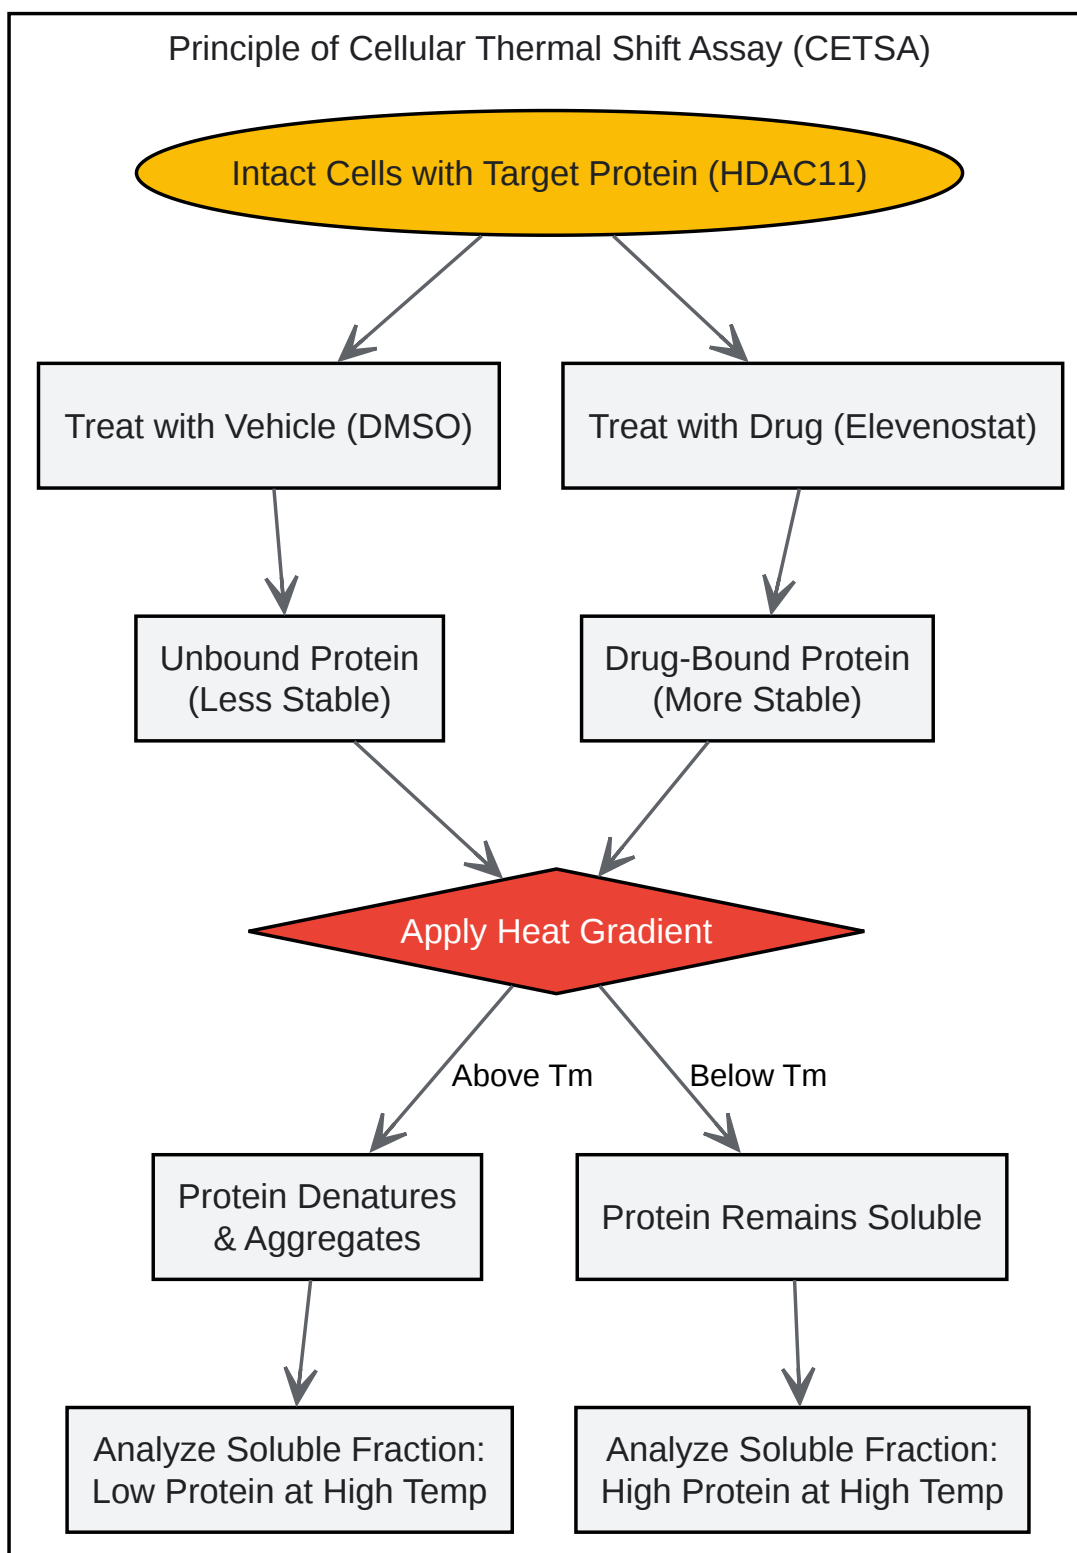 Principle of Cellular Thermal Shift Assay (CETSA)
Intact Cells with Target Protein (HDAC11)
Treat with Vehicle (DMSO)
Treat with Drug (Elevenostat)
Unbound Protein
(Less Stable)
Drug-Bound Protein
(More Stable)
Apply Heat Gradient
Above Tm
Below Tm
Protein Denatures
& Aggregates
Protein Remains Soluble
Analyze Soluble Fraction:
Low Protein at High Temp
Analyze Soluble Fraction:
High Protein at High Temp